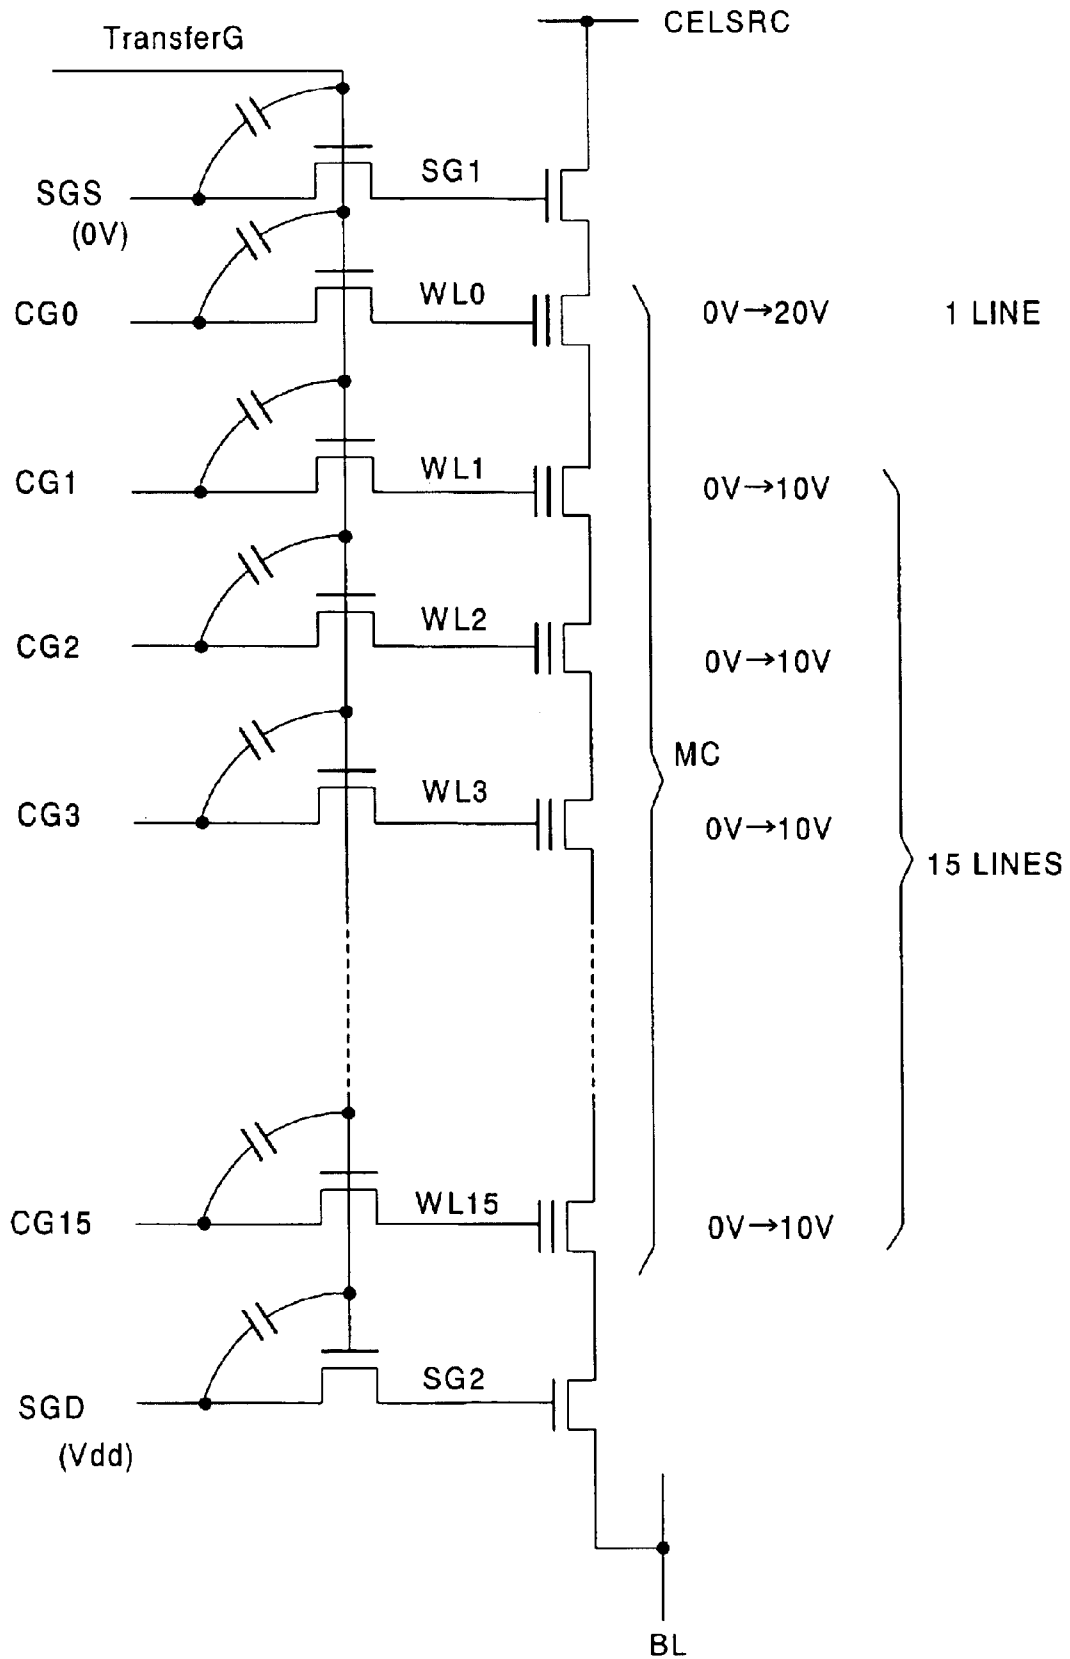 TransferG
CELSRC
SGS
(0V)
SG1
CG0
WL0
0V→20V
1 LINE
CG1
WL1
0V→10V
CG2
WL2
0V→10V
MC
CG3
WL3
0V→10V
15 LINES
CG15
WL15
0V→10V
SGD
(Vdd)
SG2
BL